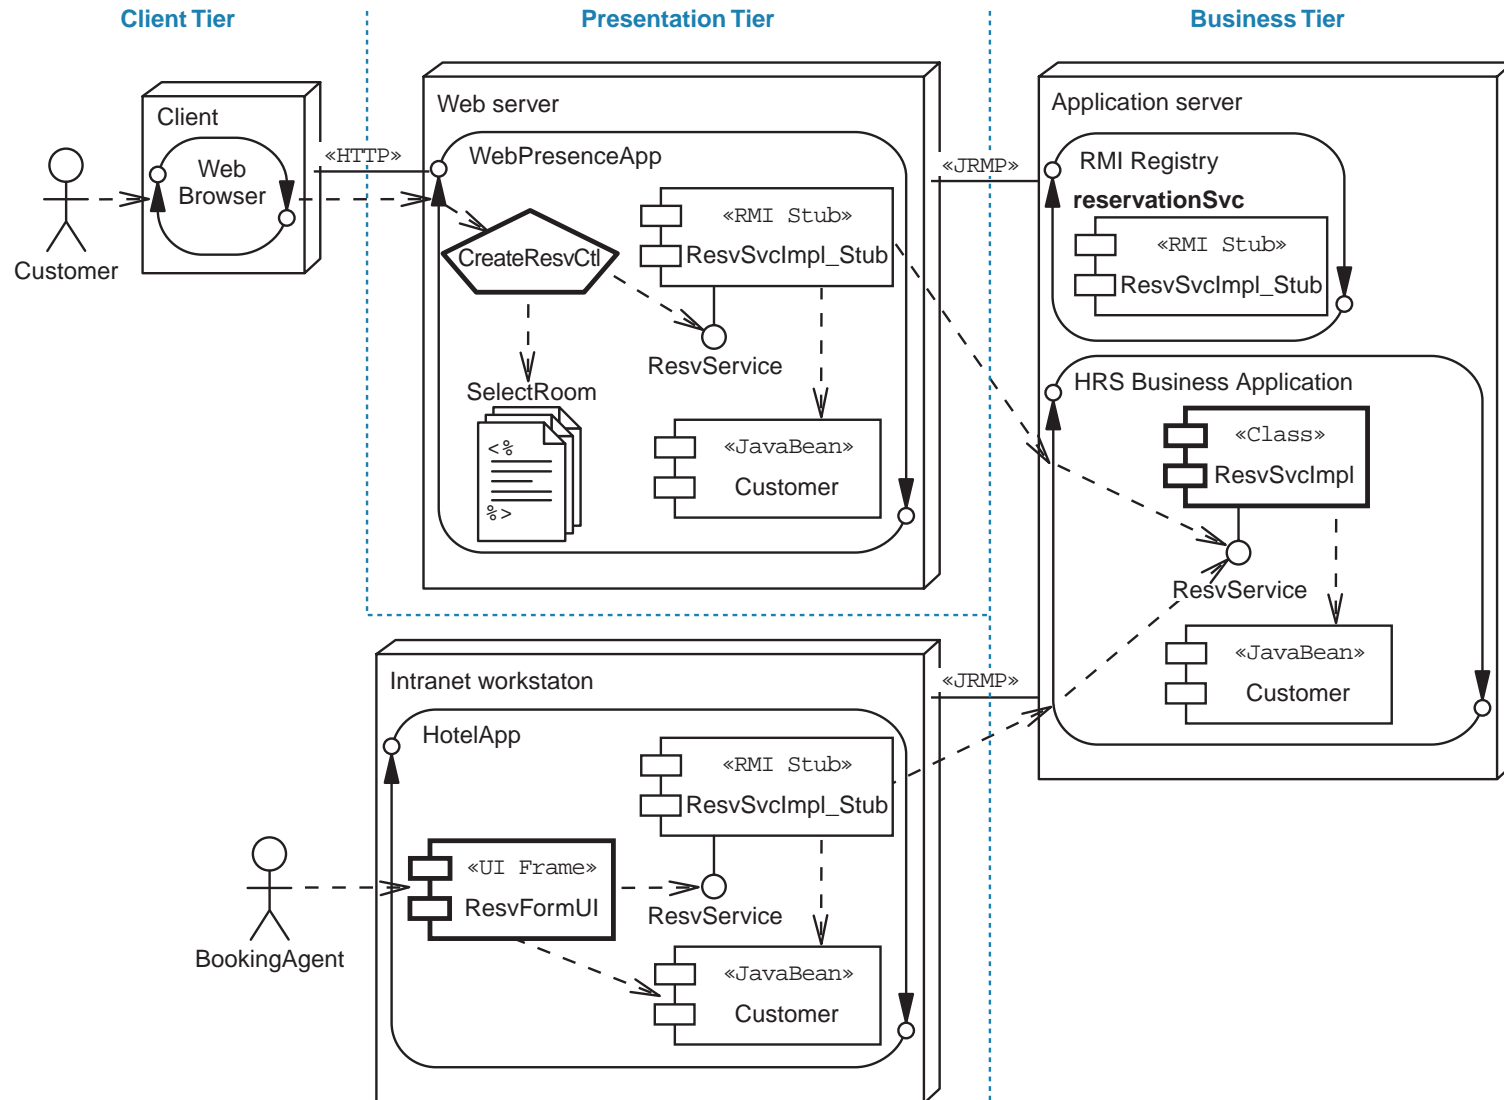 Client Tier
Presentation Tier
Business Tier
Client
Web
Browser
Customer
«HTTP»
Web server
WebPresenceApp
CreateResvCtl
«RMI Stub»
ResvSvcImpl_Stub
ResvService
SelectRoom
<%
%>
«JavaBean»
Customer
«JRMP»
Application server
RMI Registry
reservationSvc
«RMI Stub»
ResvSvcImpl_Stub
HRS Business Application
«Class»
ResvSvcImpl
ResvService
«JavaBean»
Customer
Intranet workstaton
«JRMP»
HotelApp
«RMI Stub»
ResvSvcImpl_Stub
«UI Frame»
ResvFormUI
ResvService
BookingAgent
«JavaBean»
Customer